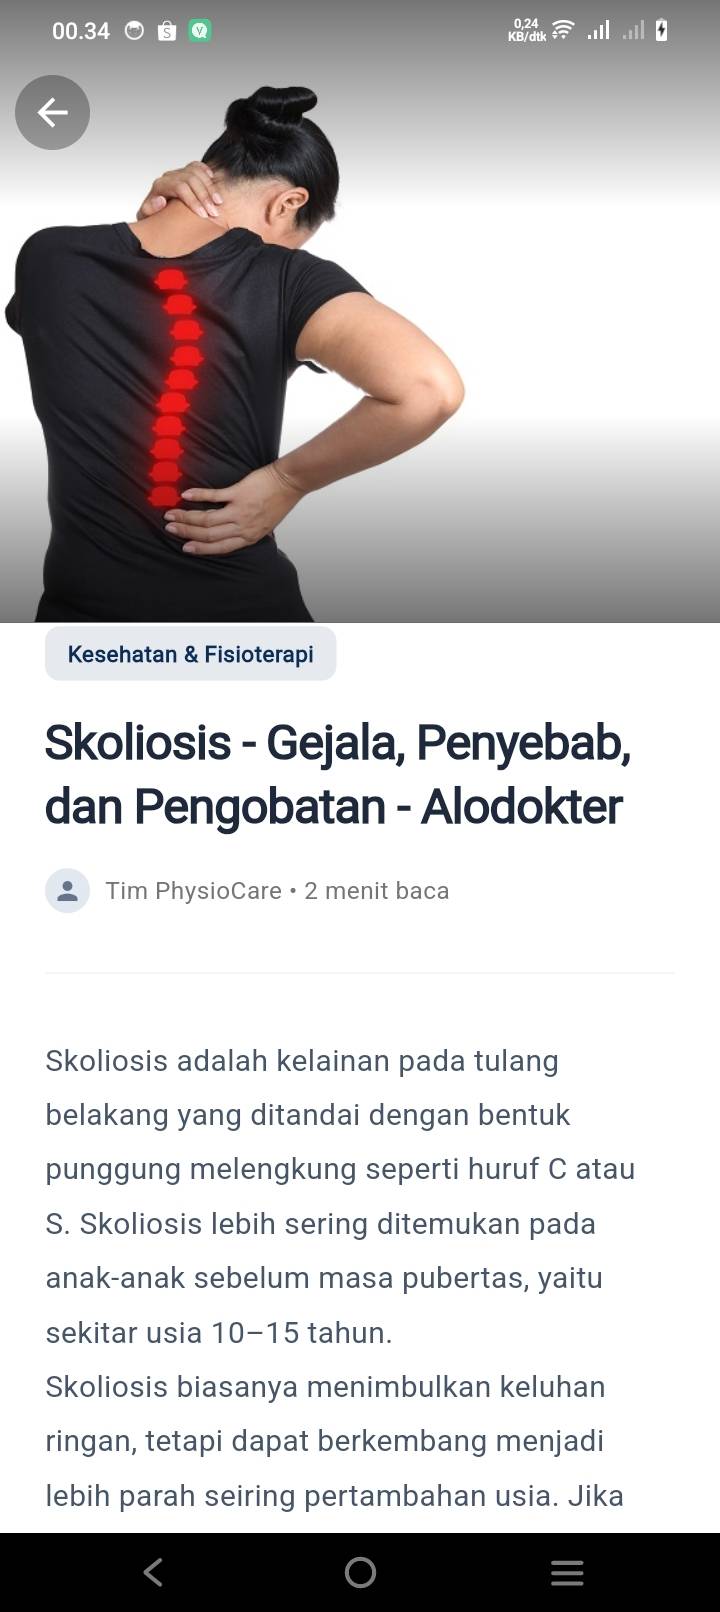 00.34
0,24
KB/dtk
Kesehatan & Fisioterapi
Skoliosis - Gejala, Penyebab,
dan Pengobatan - Alodokter
Tim PhysioCare • 2 menit baca
Skoliosis adalah kelainan pada tulang
belakang yang ditandai dengan bentuk
punggung melengkung seperti huruf C atau
S. Skoliosis lebih sering ditemukan pada
anak-anak sebelum masa pubertas, yaitu
sekitar usia 10–15 tahun.
Skoliosis biasanya menimbulkan keluhan
ringan, tetapi dapat berkembang menjadi
lebih parah seiring pertambahan usia. Jika